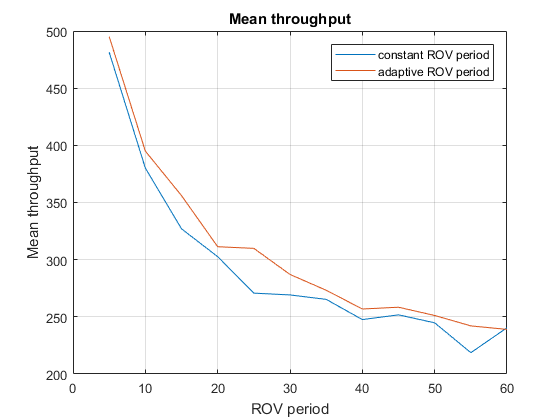 Mean throughput
constant ROV period
adaptive ROV period
Mean throughput
500
450
400
350
300
250
200
0 10 20 30 40 50 60
ROV period